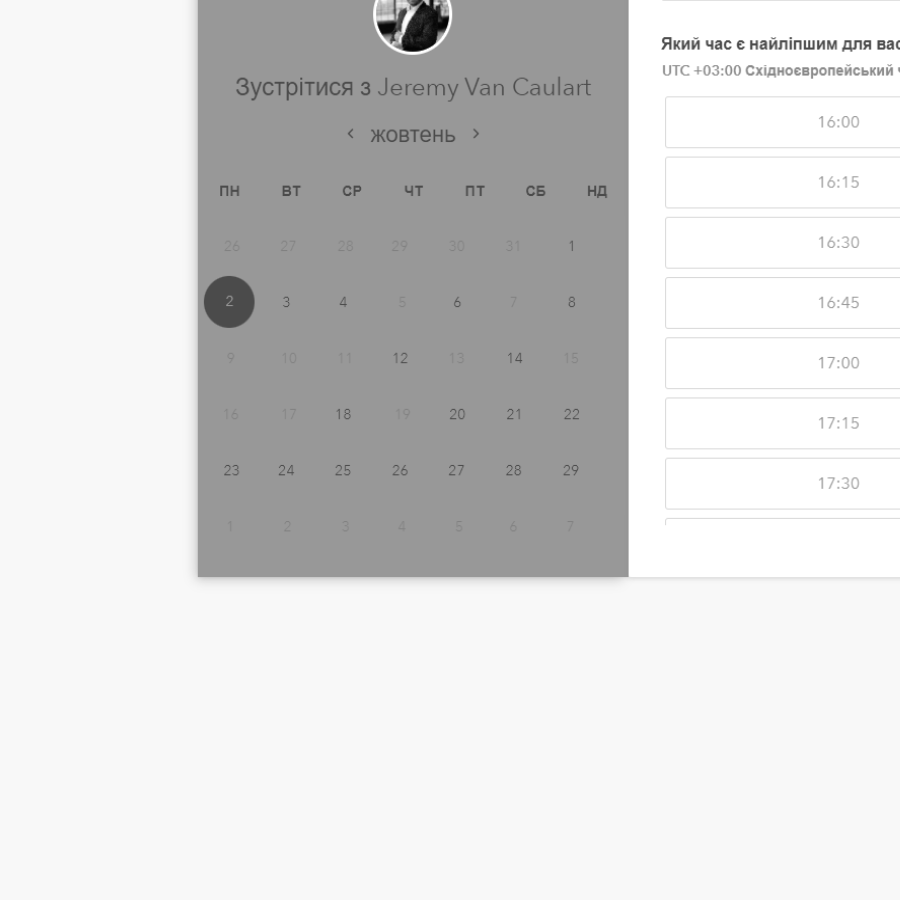 Зустрітися з Jeremy Van Caulart
жовтень
ПН ВТ СР ЧТ ПТ СБ НД
26 27 28 29 30 31 1
2 3 4 5 6 7 8
9 10 11 12 13 14 15
16 17 18 19 20 21 22
23 24 25 26 27 28 29
1 2 3 4 5 6 7
Який час є найліпшим для вас
UTC +03:00 Східноєвропейський
16:00
16:15
16:30
16:45
17:00
17:15
17:30